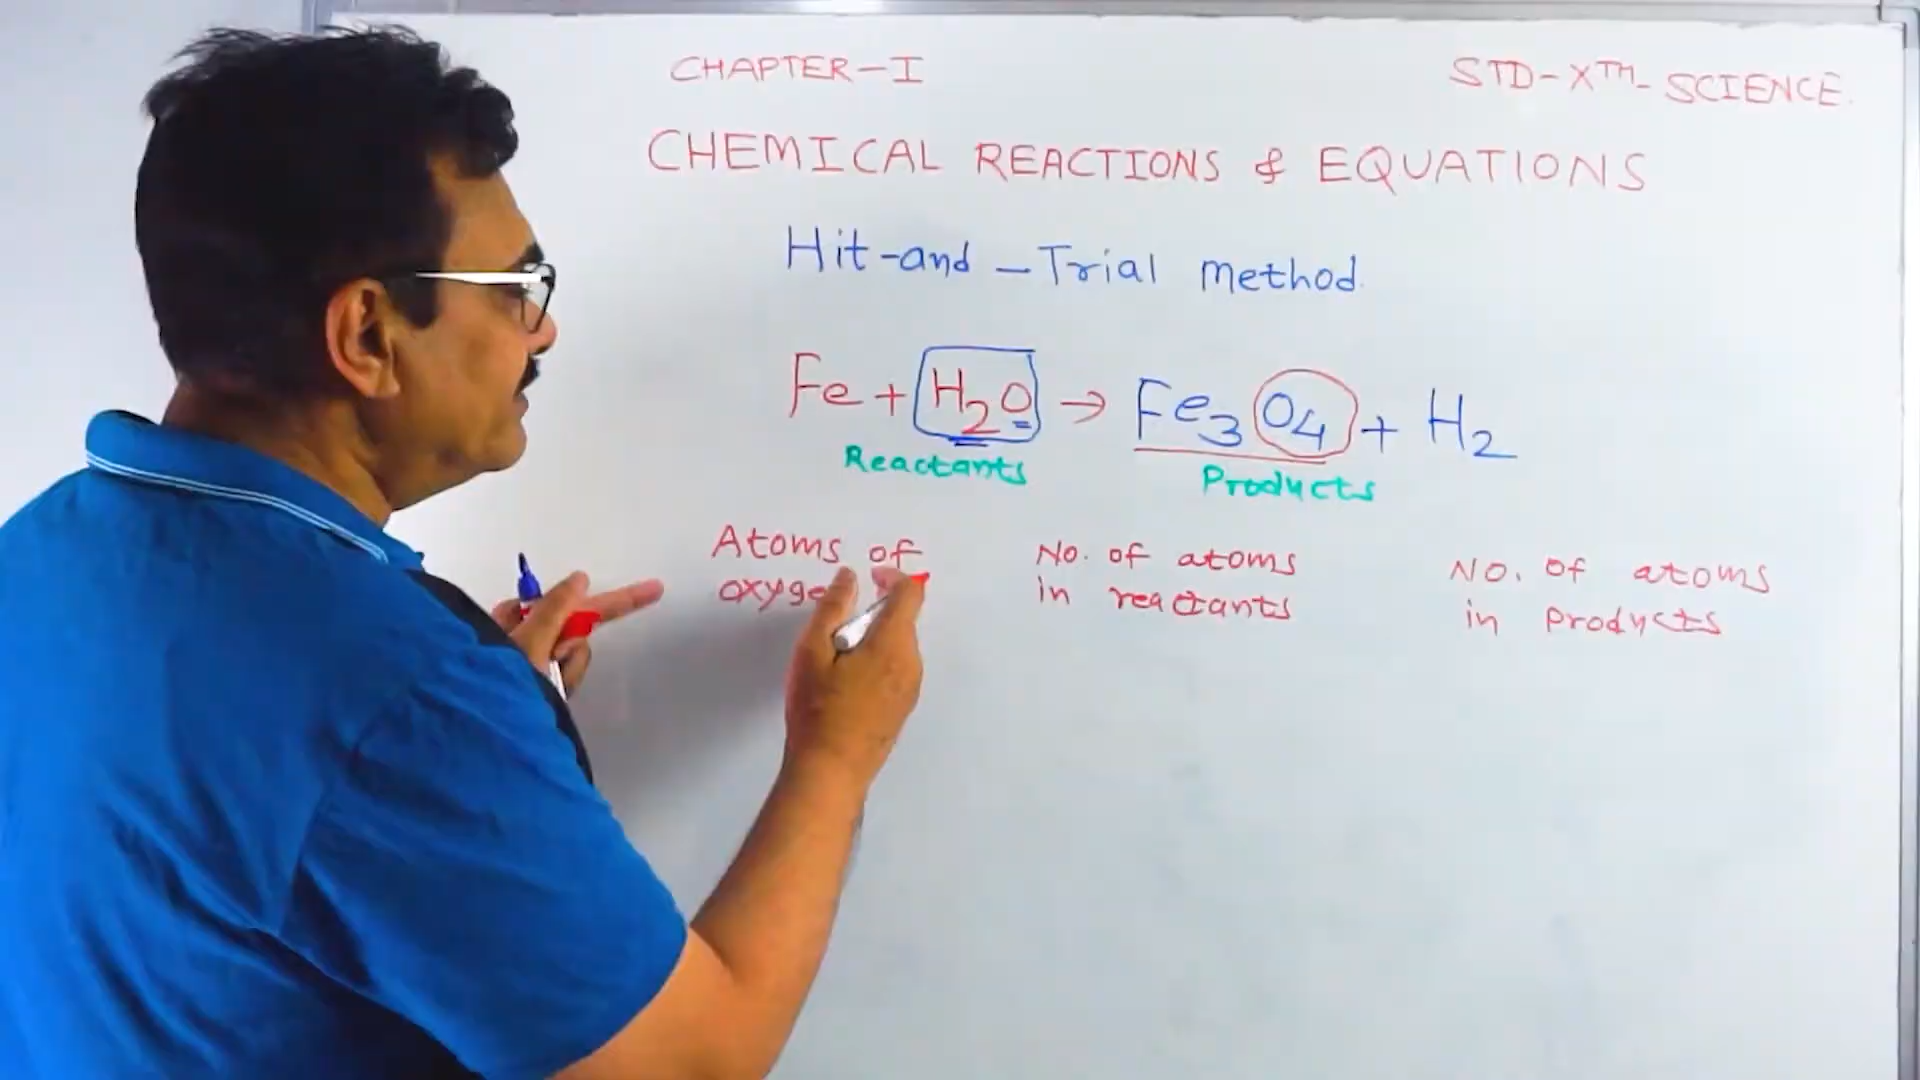 CHAPTER-I
STD-XTH-SCIENCE.
CHEMICAL REACTIONS & EQUATIONS
Hit-and-Trial method.
Fe + H2O → Fe3O4 + H2
Reactants
Products
Atoms of
No. of atoms
in reactants
No. of atoms
in Products